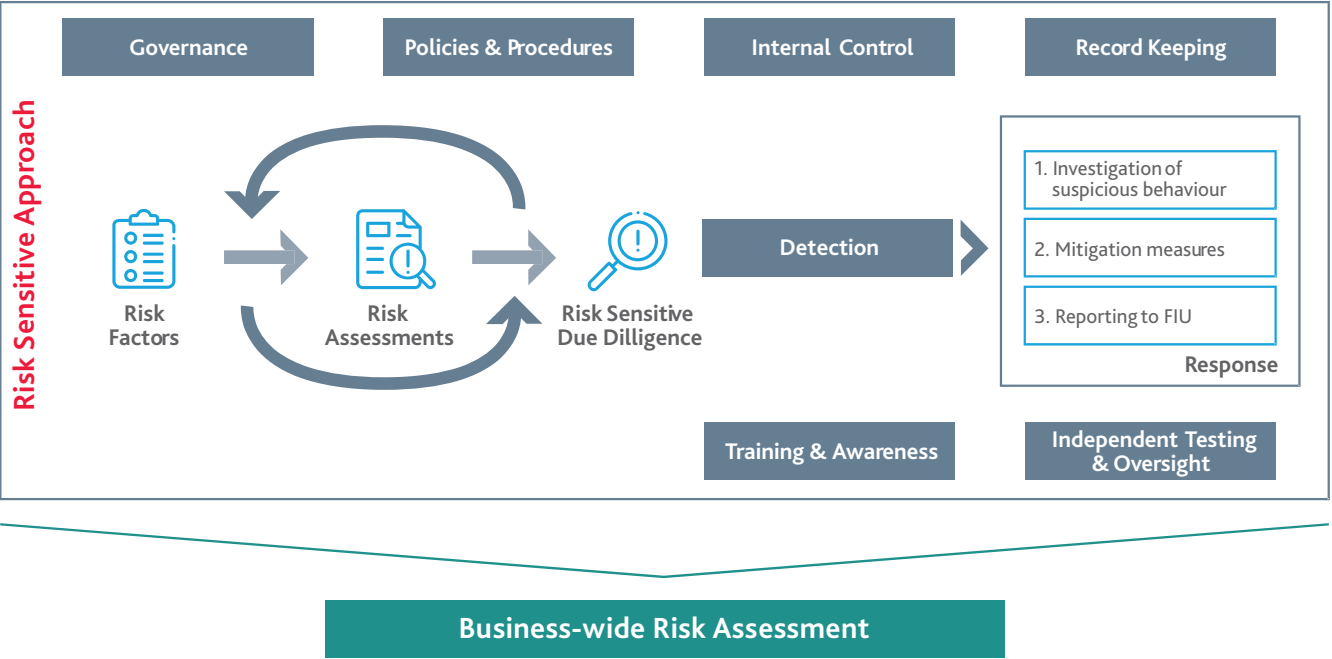 Governance
Policies & Procedures
Internal Control
Record Keeping
Risk Sensitive Approach
Risk
Factors
Risk
Assessments
Risk Sensitive
Due Dilligence
Detection
1. Investigation of
suspicious behaviour
2. Mitigation measures
3. Reporting to FIU
Response
Training & Awareness
Independent Testing
& Oversight
Business-wide Risk Assessment